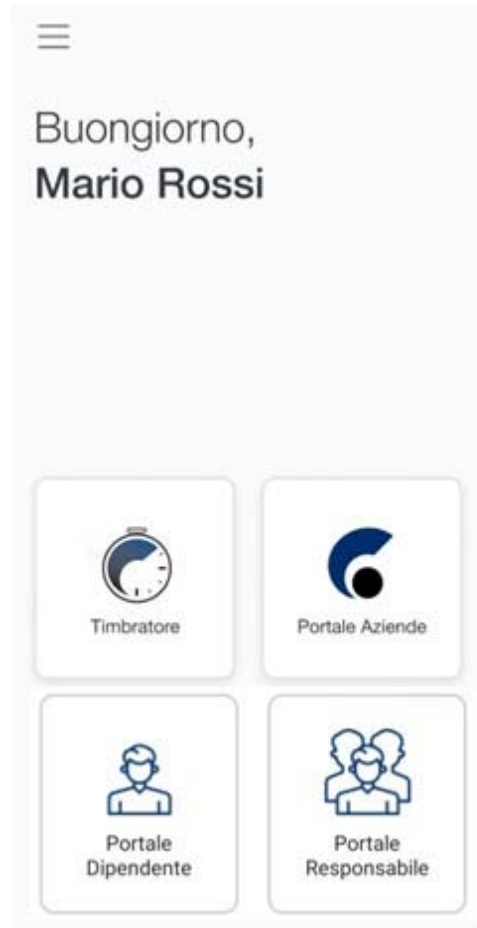 Buongiorno,
Mario Rossi
Timbratore
Portale Aziende
Portale
Dipendente
Portale
Responsabile